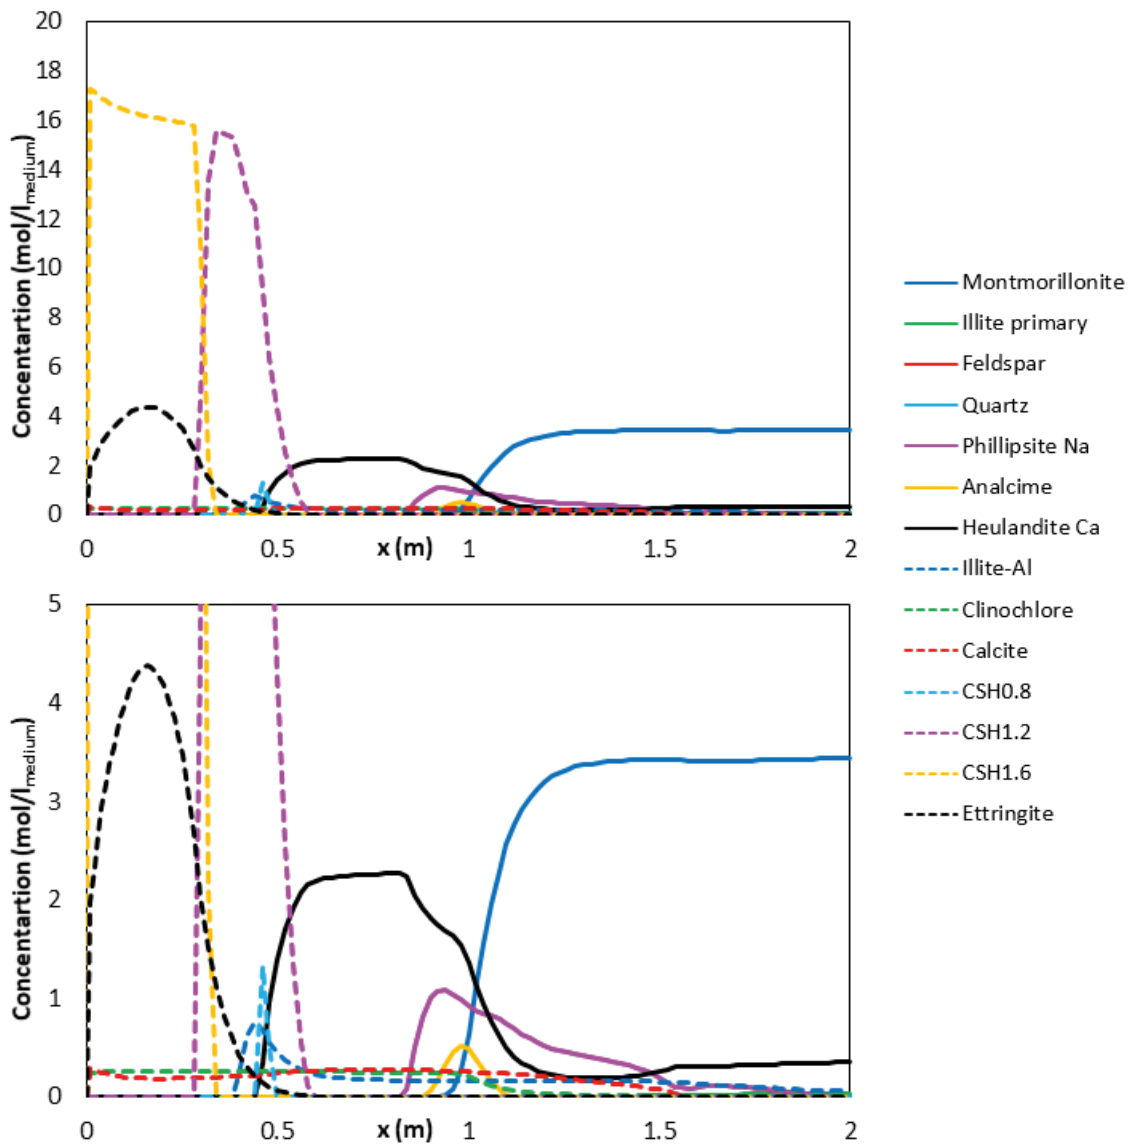 Concentartion (mol/lmedium)
20
18
16
14
12
10
8
6
4
2
0
0
0.5
x (m)
1
1.5
2
Concentartion (mol/lmedium)
5
4
3
2
1
0
0
0.5
x (m)
1
1.5
2
Montmorillonite
Illite primary
Feldspar
Quartz
Phillipsite Na
Analcime
Heulandite Ca
Illite-Al
Clinochlore
Calcite
CSH0.8
CSH1.2
CSH1.6
Ettringite